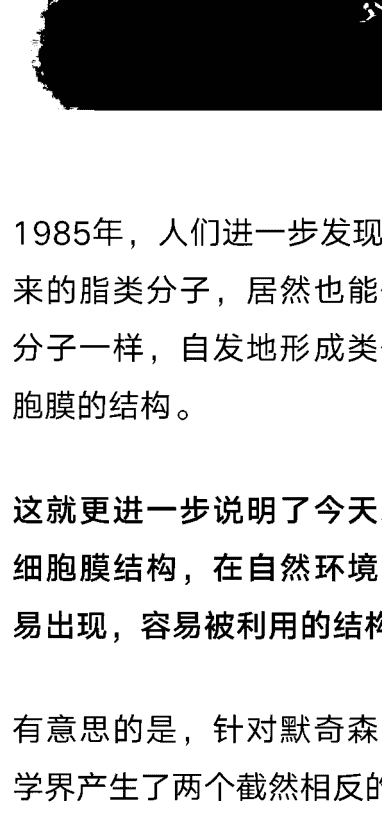 1985年，人们进一步发现
来的脂类分子，居然也能
分子一样，自发地形成类
胞膜的结构。
这就更进一步说明了今天
细胞膜结构，在自然环境
易出现，容易被利用的结构
有意思的是，针对默奇森
学界产生了两个截然相反的